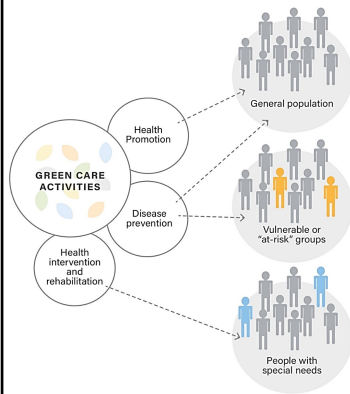 General population
Health
Promotion
GREEN CARE
ACTIVITIES
Disease
prevention
Vulnerable or
"at-risk" groups
Health
intervention
and
rehabilitation
People with
special needs